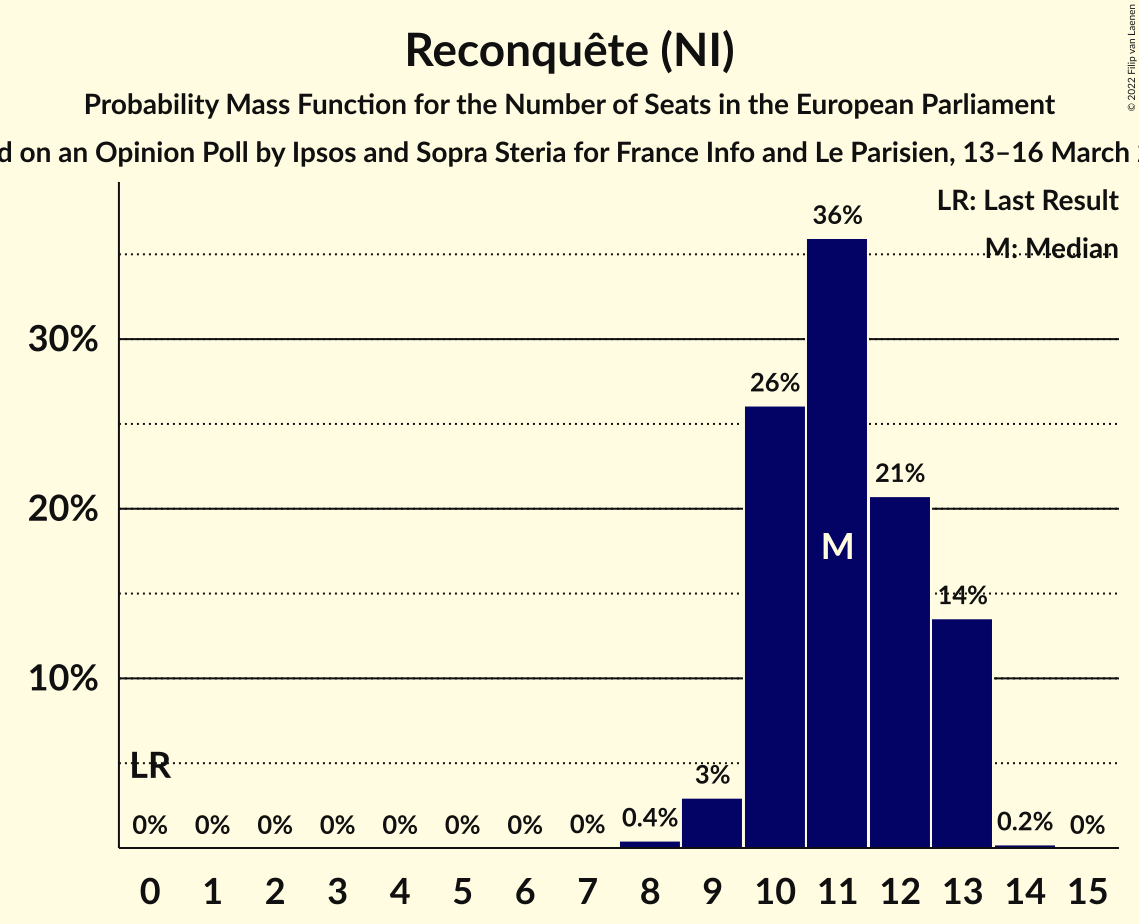 Reconquête (NI)
Probability Mass Function for the Number of Seats in the European Parliament
d on an Opinion Poll by Ipsos and Sopra Steria for France Info and Le Parisien, 13–16 March
© 2022 Filip van Laenen
LR: Last Result
M: Median
30%
20%
10%
LR
0% 0% 0% 0% 0% 0% 0% 0% 0.4% 3% 26% 36% 21% 14% 0.2% 0%
M
0 1 2 3 4 5 6 7 8 9 10 11 12 13 14 15